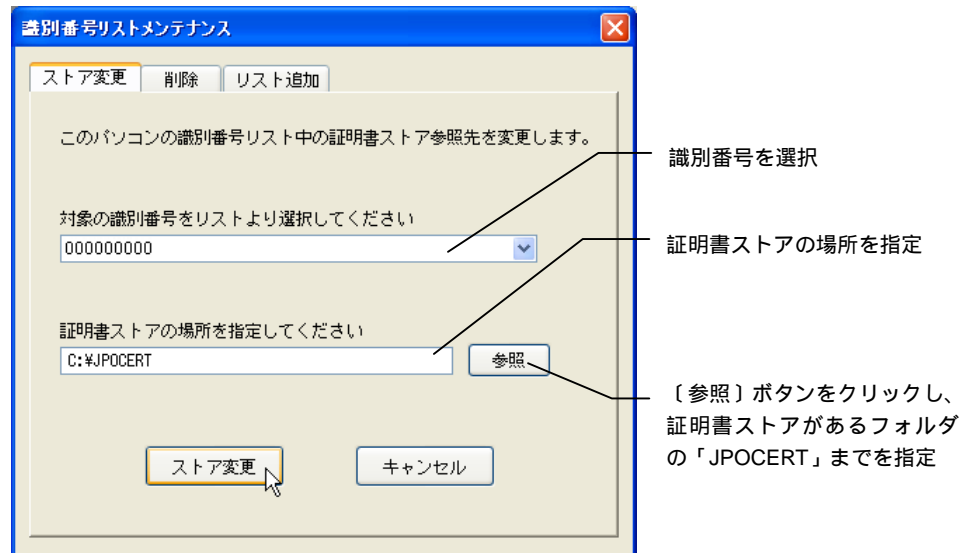 識別番号リストメンテナンス
ストア変更 削除 リスト追加
このパソコンの識別番号リスト中の証明書ストア参照先を変更します。
識別番号を選択
対象の識別番号をリストより選択してください
000000000
証明書ストアの場所を指定
証明書ストアの場所を指定してください
C:¥JPOCERT
参照
〔参照〕ボタンをクリックし、
証明書ストアがあるフォルダ
の「JPOCERT」までを指定
ストア変更 キャンセル